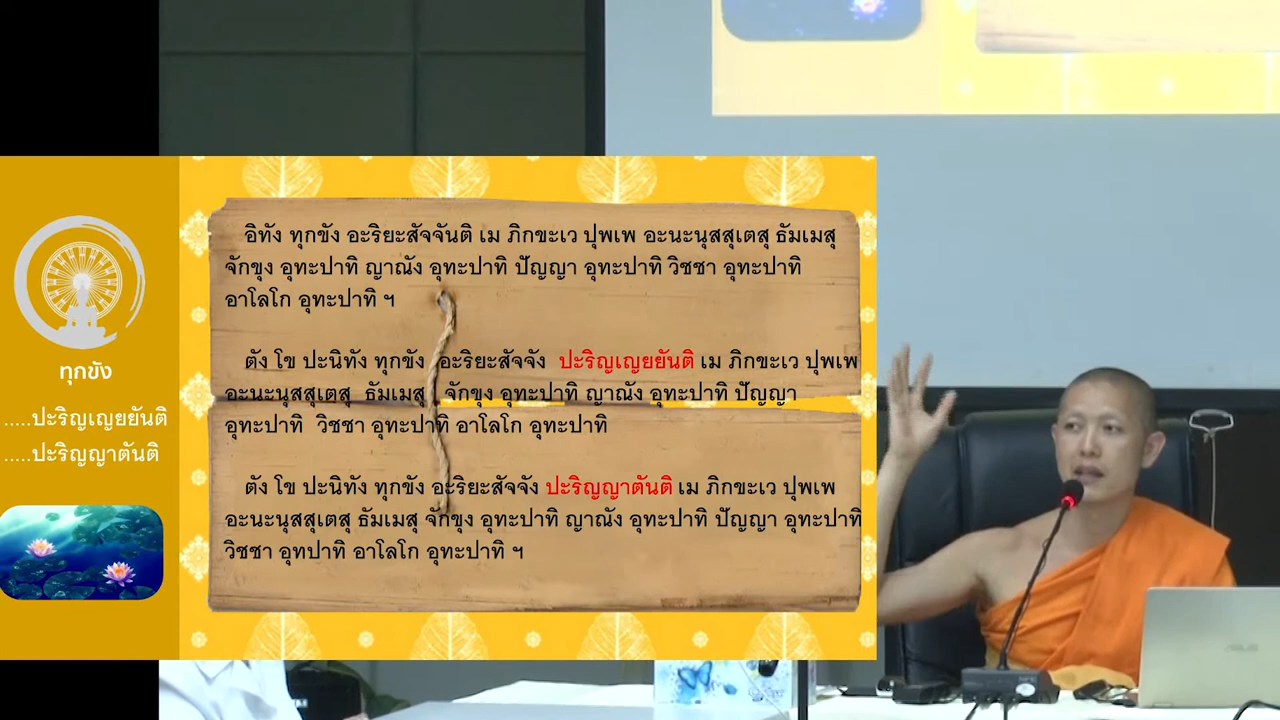 ทุกขัง
.....ปะริญเญยยันติ
.....ปะริญญาตันติ
อิทัง ทุกขัง อะริยะสัจจันติ เม ภิกขะเว ปุพเพ อะนะนุสสุเตสุ ธัมเมสุ
จักขุง อุทะปาทิ ญาณัง อุทะปาทิ ปัญญา อุทะปาทิ วิชชา อุทะปาทิ
อาโลโก อุทะปาทิ ฯ
ตัง โข ปะนิทัง ทุกขัง อะริยะสัจจัง ปะริญเญยยันติ เม ภิกขะเว ปุพเพ
อะนะนุสสุเตสุ ธัมเมสุ จักขุง อุทะปาทิ ญาณัง อุทะปาทิ ปัญญา
อุทะปาทิ วิชชา อุทะปาทิ อาโลโก อุทะปาทิ
ตัง โข ปะนิทัง ทุกขัง อะริยะสัจจัง ปะริญญาตันติ เม ภิกขะเว ปุพเพ
อะนะนุสสุเตสุ ธัมเมสุ จักขุง อุทะปาทิ ญาณัง อุทะปาทิ ปัญญา อุทะปาทิ
วิชชา อุทปาทิ อาโลโก อุทะปาทิ ฯ
ASUS